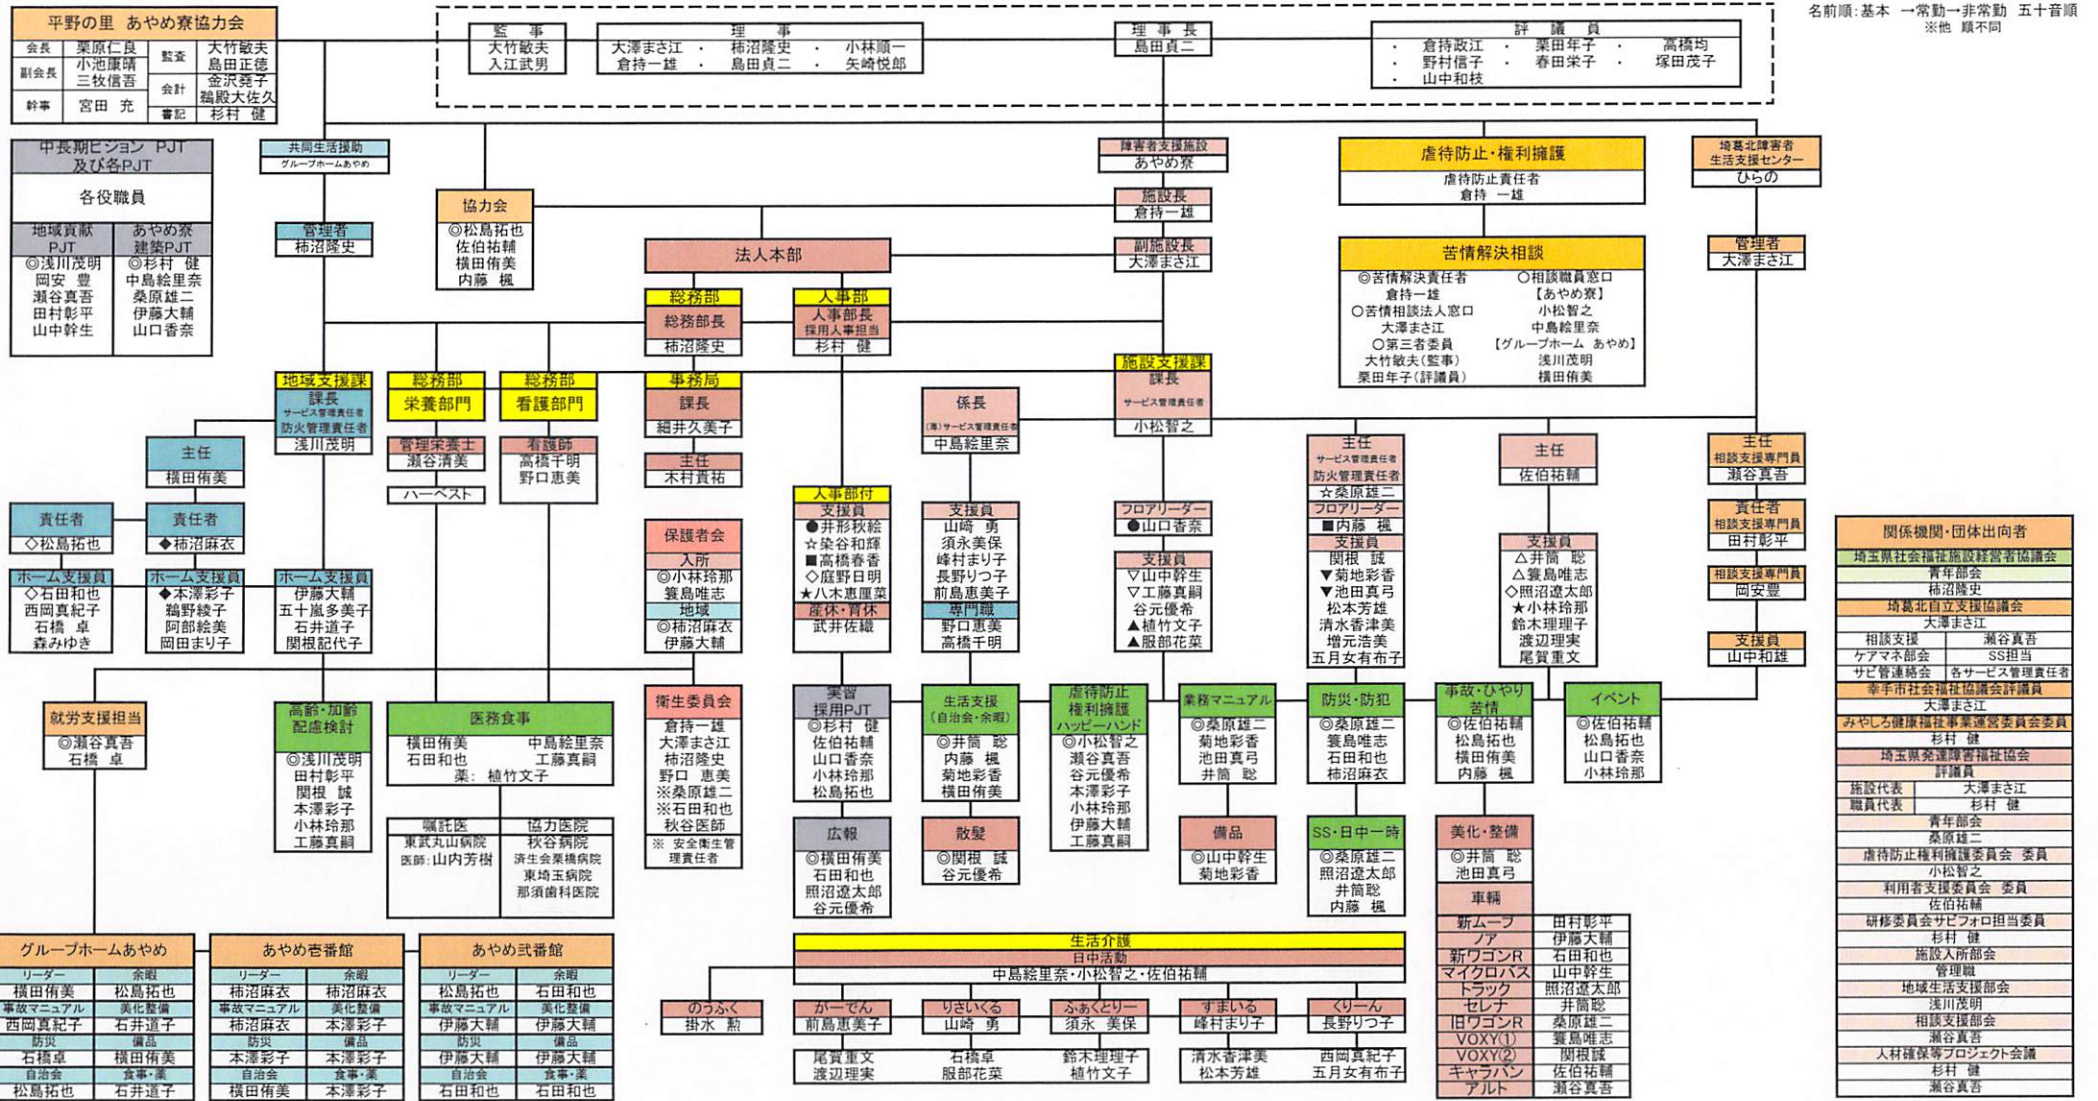 名前順:基本 →常勤→非常勤 五十音順
※他 順不同
平野の里 あやめ寮協力会
会長 栗原仁良 監査 大竹敏夫
島田正徳
副会長 小池康晴
三牧信吾
会計 金沢堯子
鵜殿大佐久
幹事 宮田 充
書記 杉村 健
監 事
大竹敏夫
入江武男
理 事
大澤まさ江 ・ 柿沼隆史 ・ 小林順一
倉持一雄 ・ 島田貞二 ・ 矢崎悦郎
理 事 長
島田貞二
評 議 員
・ 倉持政江 ・ 栗田年子 ・ 高橋均
・ 野村信子 ・ 春田栄子 ・ 塚田茂子
・ 山中和枝
中長期ビジョン PJT
及び各PJT
各役職員
地域貢献
PJT
◎浅川茂明
岡安 豊
瀬谷真吾
田村彰平
山中幹生
あやめ寮
建築PJT
◎杉村 健
中島絵里奈
桑原雄二
伊藤大輔
山口香奈
共同生活援助
グループホームあやめ
管理者
柿沼隆史
協力会
◎松島拓也
佐伯祐輔
横田侑美
内藤 楓
障害者支援施設
あやめ寮
施設長
倉持一雄
副施設長
大澤まさ江
法人本部
総務部
総務部長
柿沼隆史
人事部
人事部長
採用人事担当
杉村 健
虐待防止・権利擁護
虐待防止責任者
倉持 一雄
苦情解決相談
◎苦情解決責任者
倉持一雄
〇苦情相談法人窓口
大澤まさ江
〇第三者委員
大竹敏夫(監事)
栗田年子(評議員)
〇相談職員窓口
【あやめ寮】
小松智之
中島絵里奈
【グループホーム あやめ】
浅川茂明
横田侑美
埼葛北障害者
生活支援センター
ひらの
管理者
大澤まさ江
地域支援課
課長
サービス管理責任者
防火管理責任者
浅川茂明
総務部
栄養部門
管理栄養士
瀬谷清美
ハーベスト
総務部
看護部門
看護師
高橋千明
野口恵美
事務局
課長
細井久美子
主任
木村貴祐
係長
(専)サービス管理責任者
中島絵里奈
施設支援課
課長
サービス管理責任者
小松智之
主任
横田侑美
責任者
◇松島拓也
責任者
◆柿沼麻衣
ホーム支援員
◇石田和也
西岡真紀子
石橋 卓
森みゆき
ホーム支援員
◆本澤彩子
鵜野綾子
阿部絵美
岡田まり子
ホーム支援員
伊藤大輔
五十嵐多美子
石井道子
関根記代子
保護者会
入所
◎小林玲那
簑島唯志
地域
◎柿沼麻衣
伊藤大輔
人事部付
支援員
●井形秋絵
☆染谷和輝
■高橋春香
◇庭野日明
★八木恵厘菜
産休・育休
武井佐織
支援員
山﨑 勇
須永美保
峰村まり子
長野りつ子
前島恵美子
専門職
野口恵美
高橋千明
フロアリーダー
●山口香奈
支援員
▽山中幹生
▽工藤真嗣
谷元優希
▲植竹文子
▲服部花菜
主任
サービス管理責任者
防火管理責任者
☆桑原雄二
フロアリーダー
■内藤 楓
支援員
関根 誠
▼菊地彩香
▼池田真弓
松本芳雄
清水香津美
増元浩美
五月女有布子
主任
佐伯祐輔
支援員
△井筒 聡
△簑島唯志
◇照沼遼太郎
★小林玲那
鈴木理理子
渡辺理実
尾賀重文
主任
相談支援専門員
瀬谷真吾
責任者
相談支援専門員
田村彰平
相談支援専門員
岡安豊
支援員
山中和雄
就労支援担当
◎瀬谷真吾
石橋 卓
高齢・加齢
配慮検討
◎浅川茂明
田村彰平
関根 誠
本澤彩子
小林玲那
工藤真嗣
医務食事
横田侑美 中島絵里奈
石田和也 工藤真嗣
薬: 植竹文子
嘱託医
東武丸山病院
医師:山内芳樹
協力医院
秋谷病院
済生会栗橋病院
東埼玉病院
那須歯科医院
衛生委員会
倉持一雄
大澤まさ江
柿沼隆史
野口 恵美
※桑原雄二
※石田和也
秋谷医師
※ 安全衛生管
理責任者
実習
採用PJT
◎杉村 健
佐伯祐輔
山口香奈
小林玲那
松島拓也
広報
◎横田侑美
石田和也
照沼遼太郎
谷元優希
生活支援
(自治会・余暇)
◎井筒 聡
内藤 楓
菊地彩香
横田侑美
散髪
◎関根 誠
谷元優希
虐待防止
権利擁護
ハッピーハンド
◎小松智之
瀬谷真吾
谷元優希
本澤彩子
小林玲那
伊藤大輔
工藤真嗣
業務マニュアル
◎桑原雄二
菊地彩香
池田真弓
井筒 聡
備品
◎山中幹生
菊地彩香
防災・防犯
◎桑原雄二
簑島唯志
石田和也
柿沼麻衣
SS・日中一時
◎桑原雄二
照沼遼太郎
井筒聡
内藤 楓
事故・ひやり
苦情
◎佐伯祐輔
松島拓也
横田侑美
内藤 楓
美化・整備
◎井筒 聡
池田真弓
車輛
新ムーブ 田村彰平
ノア 伊藤大輔
新ワゴンR 石田和也
マイクロバス 山中幹生
トラック 照沼遼太郎
セレナ 井筒聡
旧ワゴンR 桑原雄二
VOXY① 簑島唯志
VOXY② 関根誠
キャラバン 佐伯祐輔
アルト 瀬谷真吾
イベント
◎佐伯祐輔
松島拓也
山口香奈
小林玲那
関係機関・団体出向者
埼玉県社会福祉施設経営者協議会
青年部会
柿沼隆史
埼葛北自立支援協議会
大澤まさ江
相談支援 瀬谷真吾
ケアマネ部会 SS担当
サビ管連絡会 各サービス管理責任者
幸手市社会福祉協議会評議員
大澤まさ江
みやしろ健康福祉事業運営委員会委員
杉村 健
埼玉県発達障害福祉協会
評議員
施設代表 大澤まさ江
職員代表 杉村 健
青年部会
桑原雄二
虐待防止権利擁護委員会 委員
小松智之
利用者支援委員会 委員
佐伯祐輔
研修委員会サビフォロ担当委員
杉村 健
施設入所部会
管理職
地域生活支援部会
浅川茂明
相談支援部会
瀬谷真吾
人材確保等プロジェクト会議
杉村 健
瀬谷真吾
グループホームあやめ
リーダー 余暇
横田侑美 松島拓也
事故マニュアル 美化整備
西岡真紀子 石井道子
防災 備品
石橋卓 横田侑美
自治会 食事・薬
松島拓也 石井道子
あやめ壱番館
リーダー 余暇
柿沼麻衣 柿沼麻衣
事故マニュアル 美化整備
柿沼麻衣 本澤彩子
防災 備品
本澤彩子 本澤彩子
自治会 食事・薬
横田侑美 本澤彩子
あやめ弐番館
リーダー 余暇
松島拓也 石田和也
事故マニュアル 美化整備
伊藤大輔 伊藤大輔
防災 備品
伊藤大輔 伊藤大輔
自治会 食事・薬
石田和也 石田和也
生活介護
日中活動
中島絵里奈・小松智之・佐伯祐輔
のうふく
掛水 勲
がーでん
前島恵美子
尾賀重文
渡辺理実
りさいくる
山崎 勇
石橋卓
服部花菜
ふぁくとりー
須永 美保
鈴木理理子
植竹文子
すまいる
峰村まり子
清水香津美
松本芳雄
くりーん
長野りつ子
西岡真紀子
五月女有布子